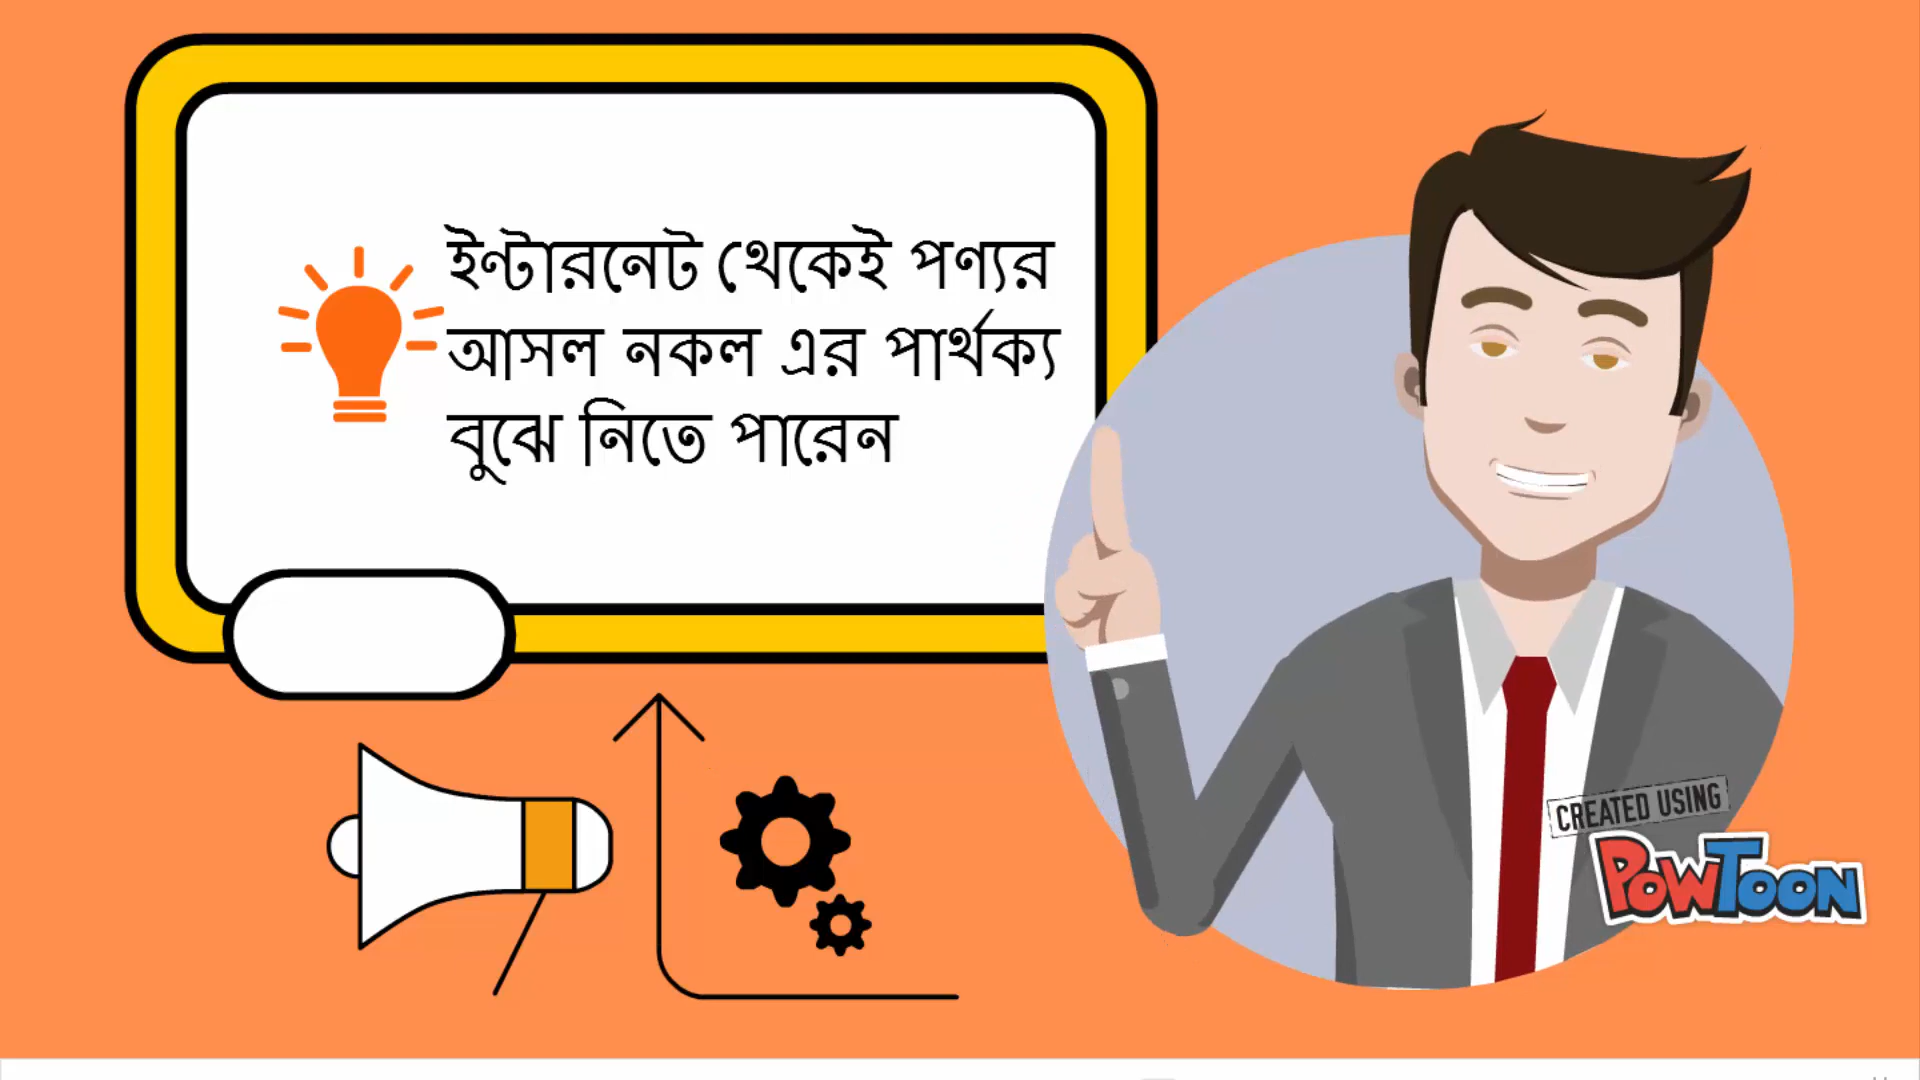 ইন্টারনেট থেকেই পণ্যর
আসল নকল এর পার্থক্য
বুঝে নিতে পারেন
CREATED USING
POWTOON